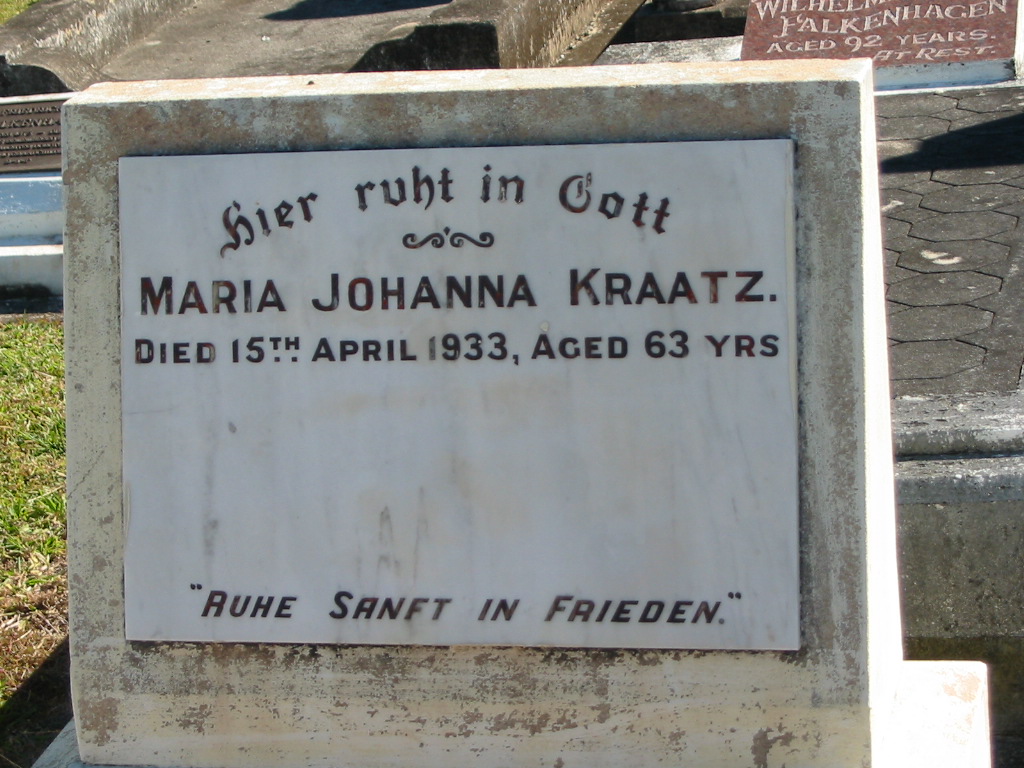 WILHELM
FALKENHAGEN
AGED 92 YEARS.
AT REST.
Hier ruht in Gott
MARIA JOHANNA KRAATZ.
DIED 15TH APRIL 1933, AGED 63 YRS
"RUHE SANFT IN FRIEDEN."